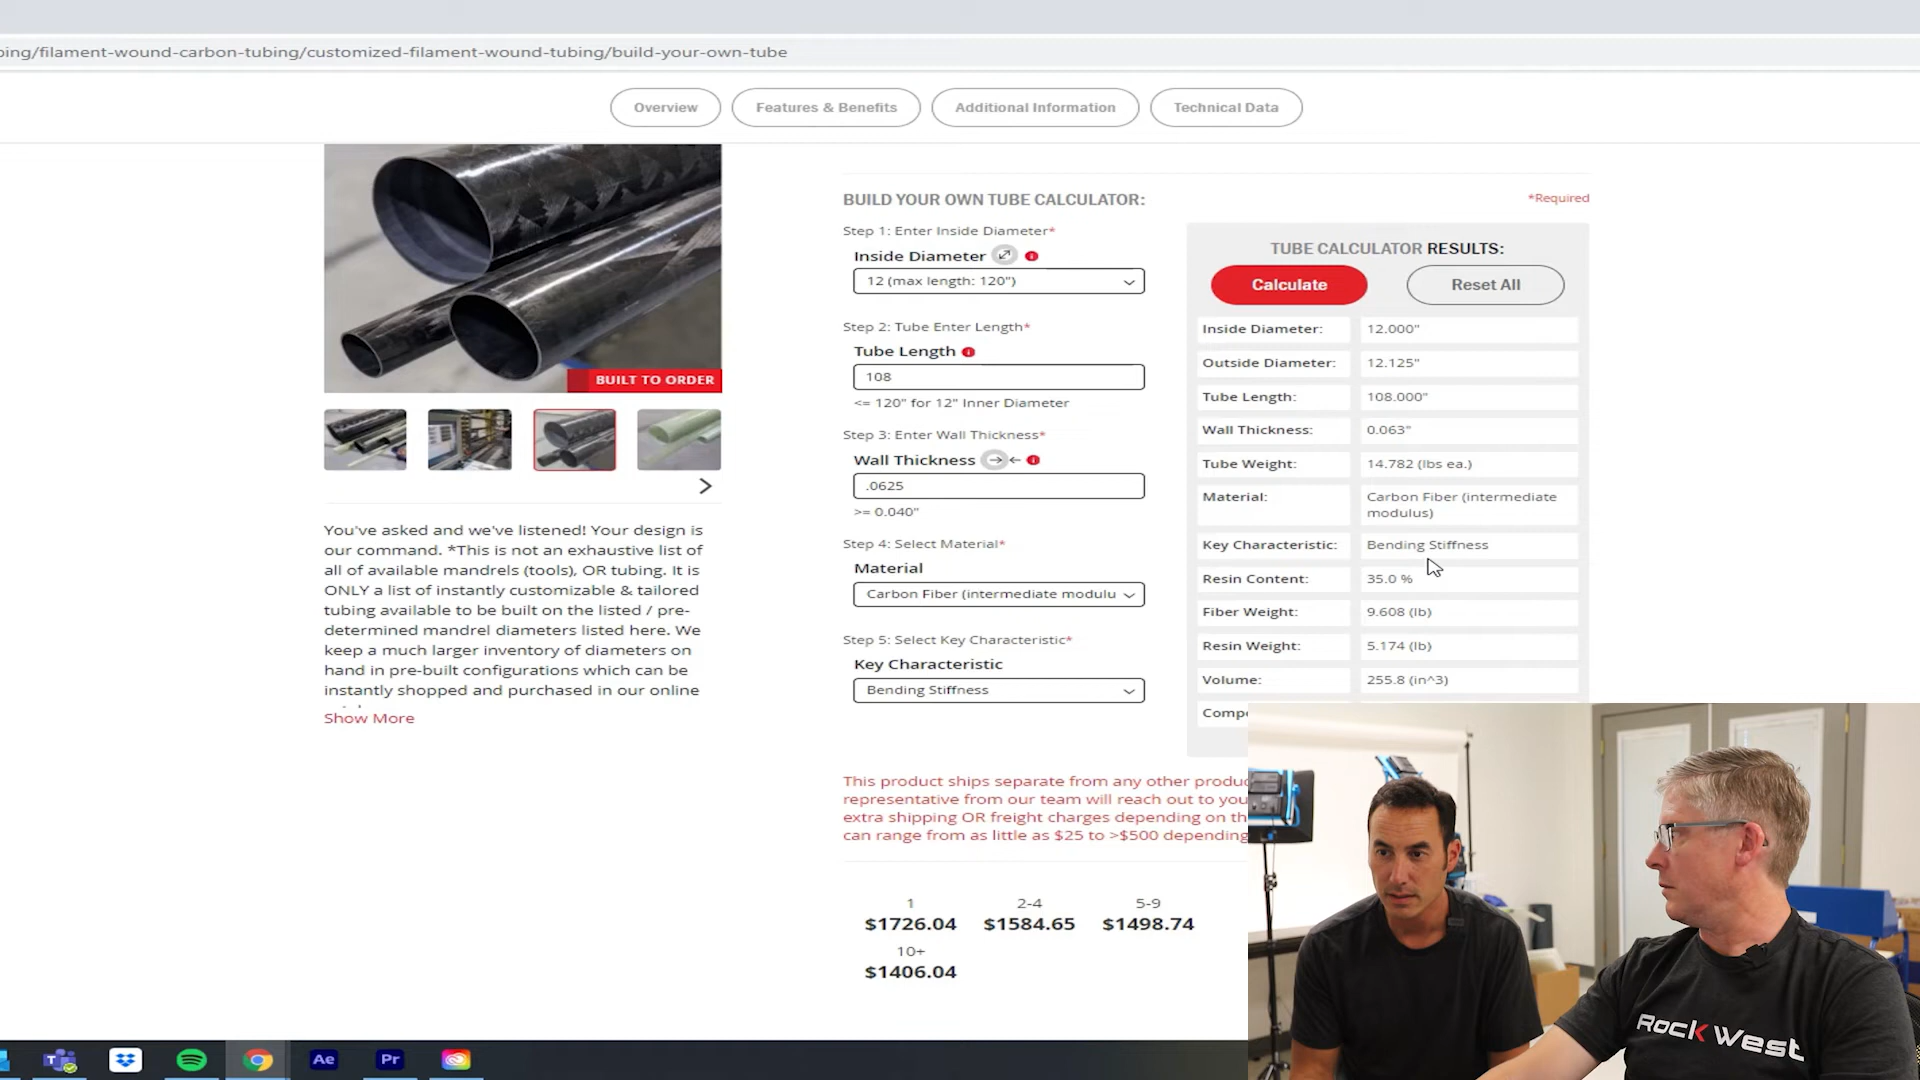 ing/filament-wound-carbon-tubing/customized-filament-wound-tubing/build-your-own-tube
Overview
Features & Benefits
Additional Information
Technical Data
BUILT TO ORDER
You've asked and we've listened! Your design is
our command. *This is not an exhaustive list of
all of available mandrels (tools), OR tubing. It is
ONLY a list of instantly customizable & tailored
tubing available to be built on the listed / pre-
determined mandrel diameters listed here. We
keep a much larger inventory of diameters on
hand in pre-built configurations which can be
instantly shopped and purchased in our online
Show More
BUILD YOUR OWN TUBE CALCULATOR:
*Required
Step 1: Enter Inside Diameter*
Inside Diameter
12 (max length: 120")
Step 2: Tube Enter Length*
Tube Length
108
<= 120" for 12" Inner Diameter
Step 3: Enter Wall Thickness*
Wall Thickness
.0625
>= 0.040"
Step 4: Select Material*
Material
Carbon Fiber (intermediate modulu
Step 5: Select Key Characteristic*
Key Characteristic
Bending Stiffness
TUBE CALCULATOR RESULTS:
Calculate
Reset All
Inside Diameter: 12.000"
Outside Diameter: 12.125"
Tube Length: 108.000"
Wall Thickness: 0.063"
Tube Weight: 14.782 (lbs ea.)
Material: Carbon Fiber (intermediate
modulus)
Key Characteristic: Bending Stiffness
Resin Content: 35.0 %
Fiber Weight: 9.608 (lb)
Resin Weight: 5.174 (lb)
Volume: 255.8 (in^3)
Compo
This product ships separate from any other produc
representative from our team will reach out to you
extra shipping OR freight charges depending on th
can range from as little as $25 to >$500 depending
1 2-4 5-9
$1726.04 $1584.65 $1498.74
10+
$1406.04
Rock West
Ae
Pr